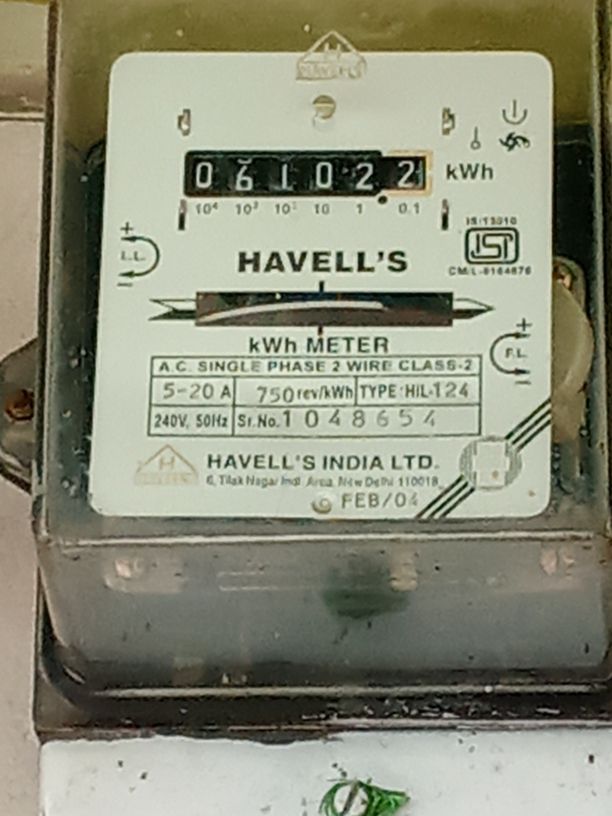 H
HAVELL'S
0 6 1 0 2 2 kWh
10⁴ 10³ 10² 10 1 0.1
IS:13010
ISI
+
I.L.
−
HAVELL'S
CM/L-0164876
kWh METER
+
F.L.
−
A.C. SINGLE PHASE 2 WIRE CLASS-2
5-20 A 750 rev/kWh TYPE HIL-124
240V, 50Hz Sr.No. 1048654
H
HAVELL'S INDIA LTD.
6, Tilak Nagar Indl. Area, New Delhi 110018.
FEB/04